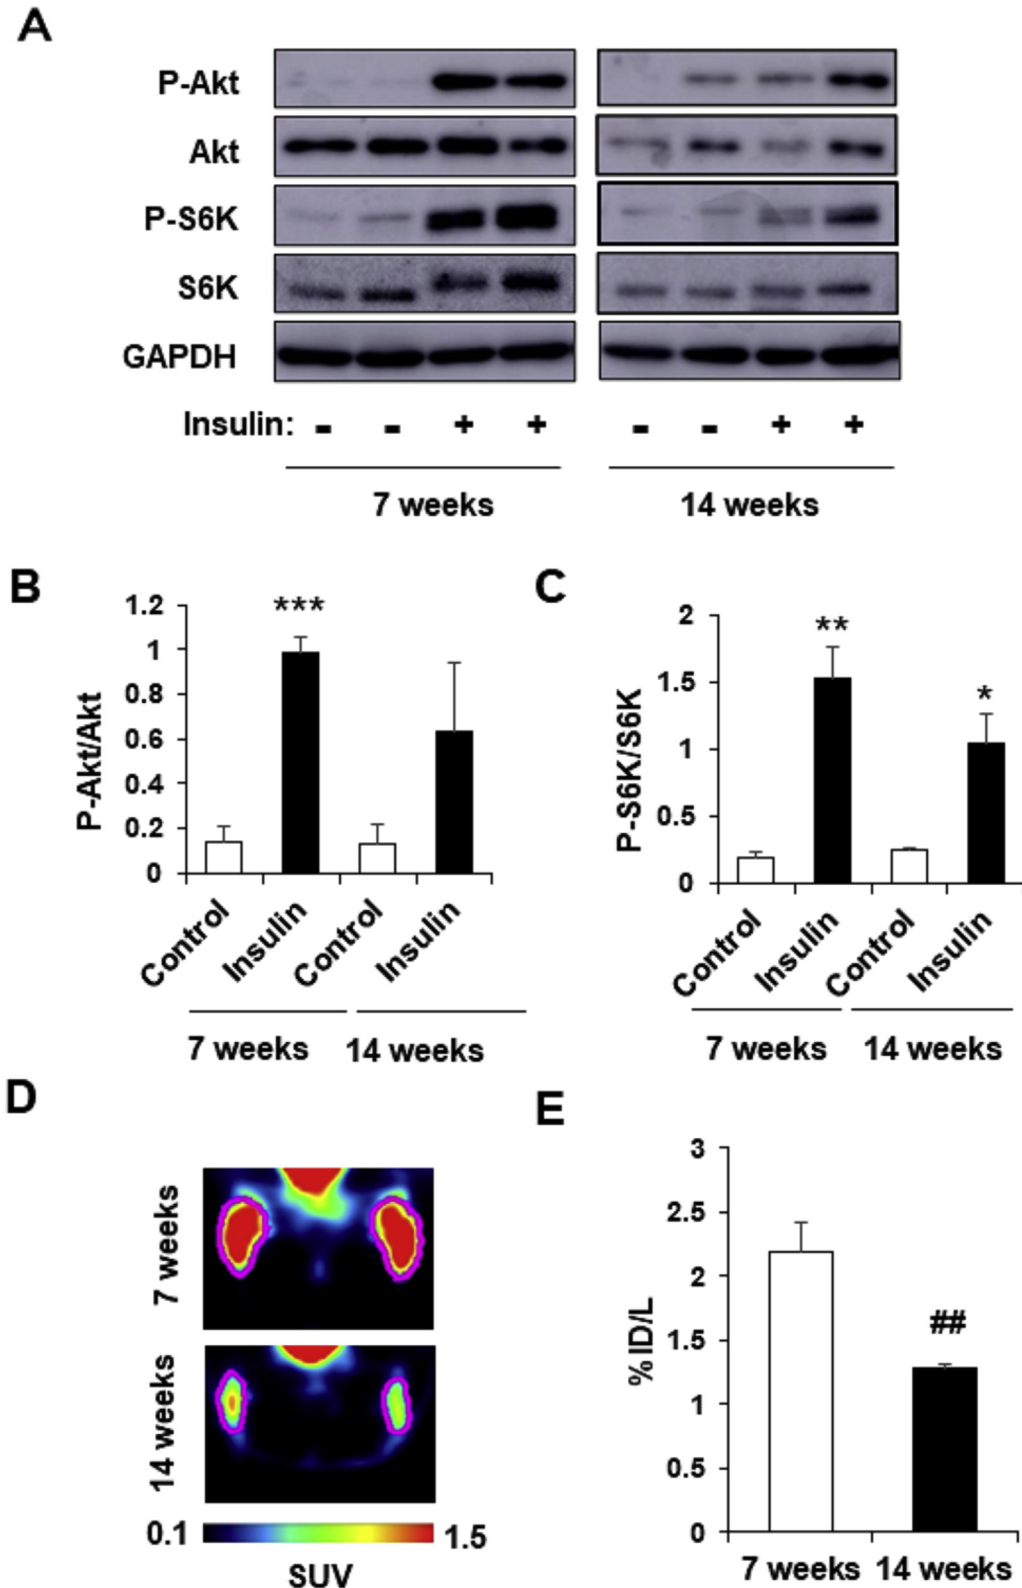 A
P-Akt
Akt
P-S6K
S6K
GAPDH
Insulin: - - + + - - + +
7 weeks 14 weeks
B
1.2
1
0.8
0.6
0.4
0.2
0
P-Akt/Akt
***
Control Insulin Control Insulin
7 weeks 14 weeks
C
2
1.5
1
0.5
0
P-S6K/S6K
**
*
Control Insulin Control Insulin
7 weeks 14 weeks
D
7 weeks
14 weeks
0.1 1.5
SUV
E
3
2.5
2
1.5
1
0.5
0
%ID/L
##
7 weeks 14 weeks